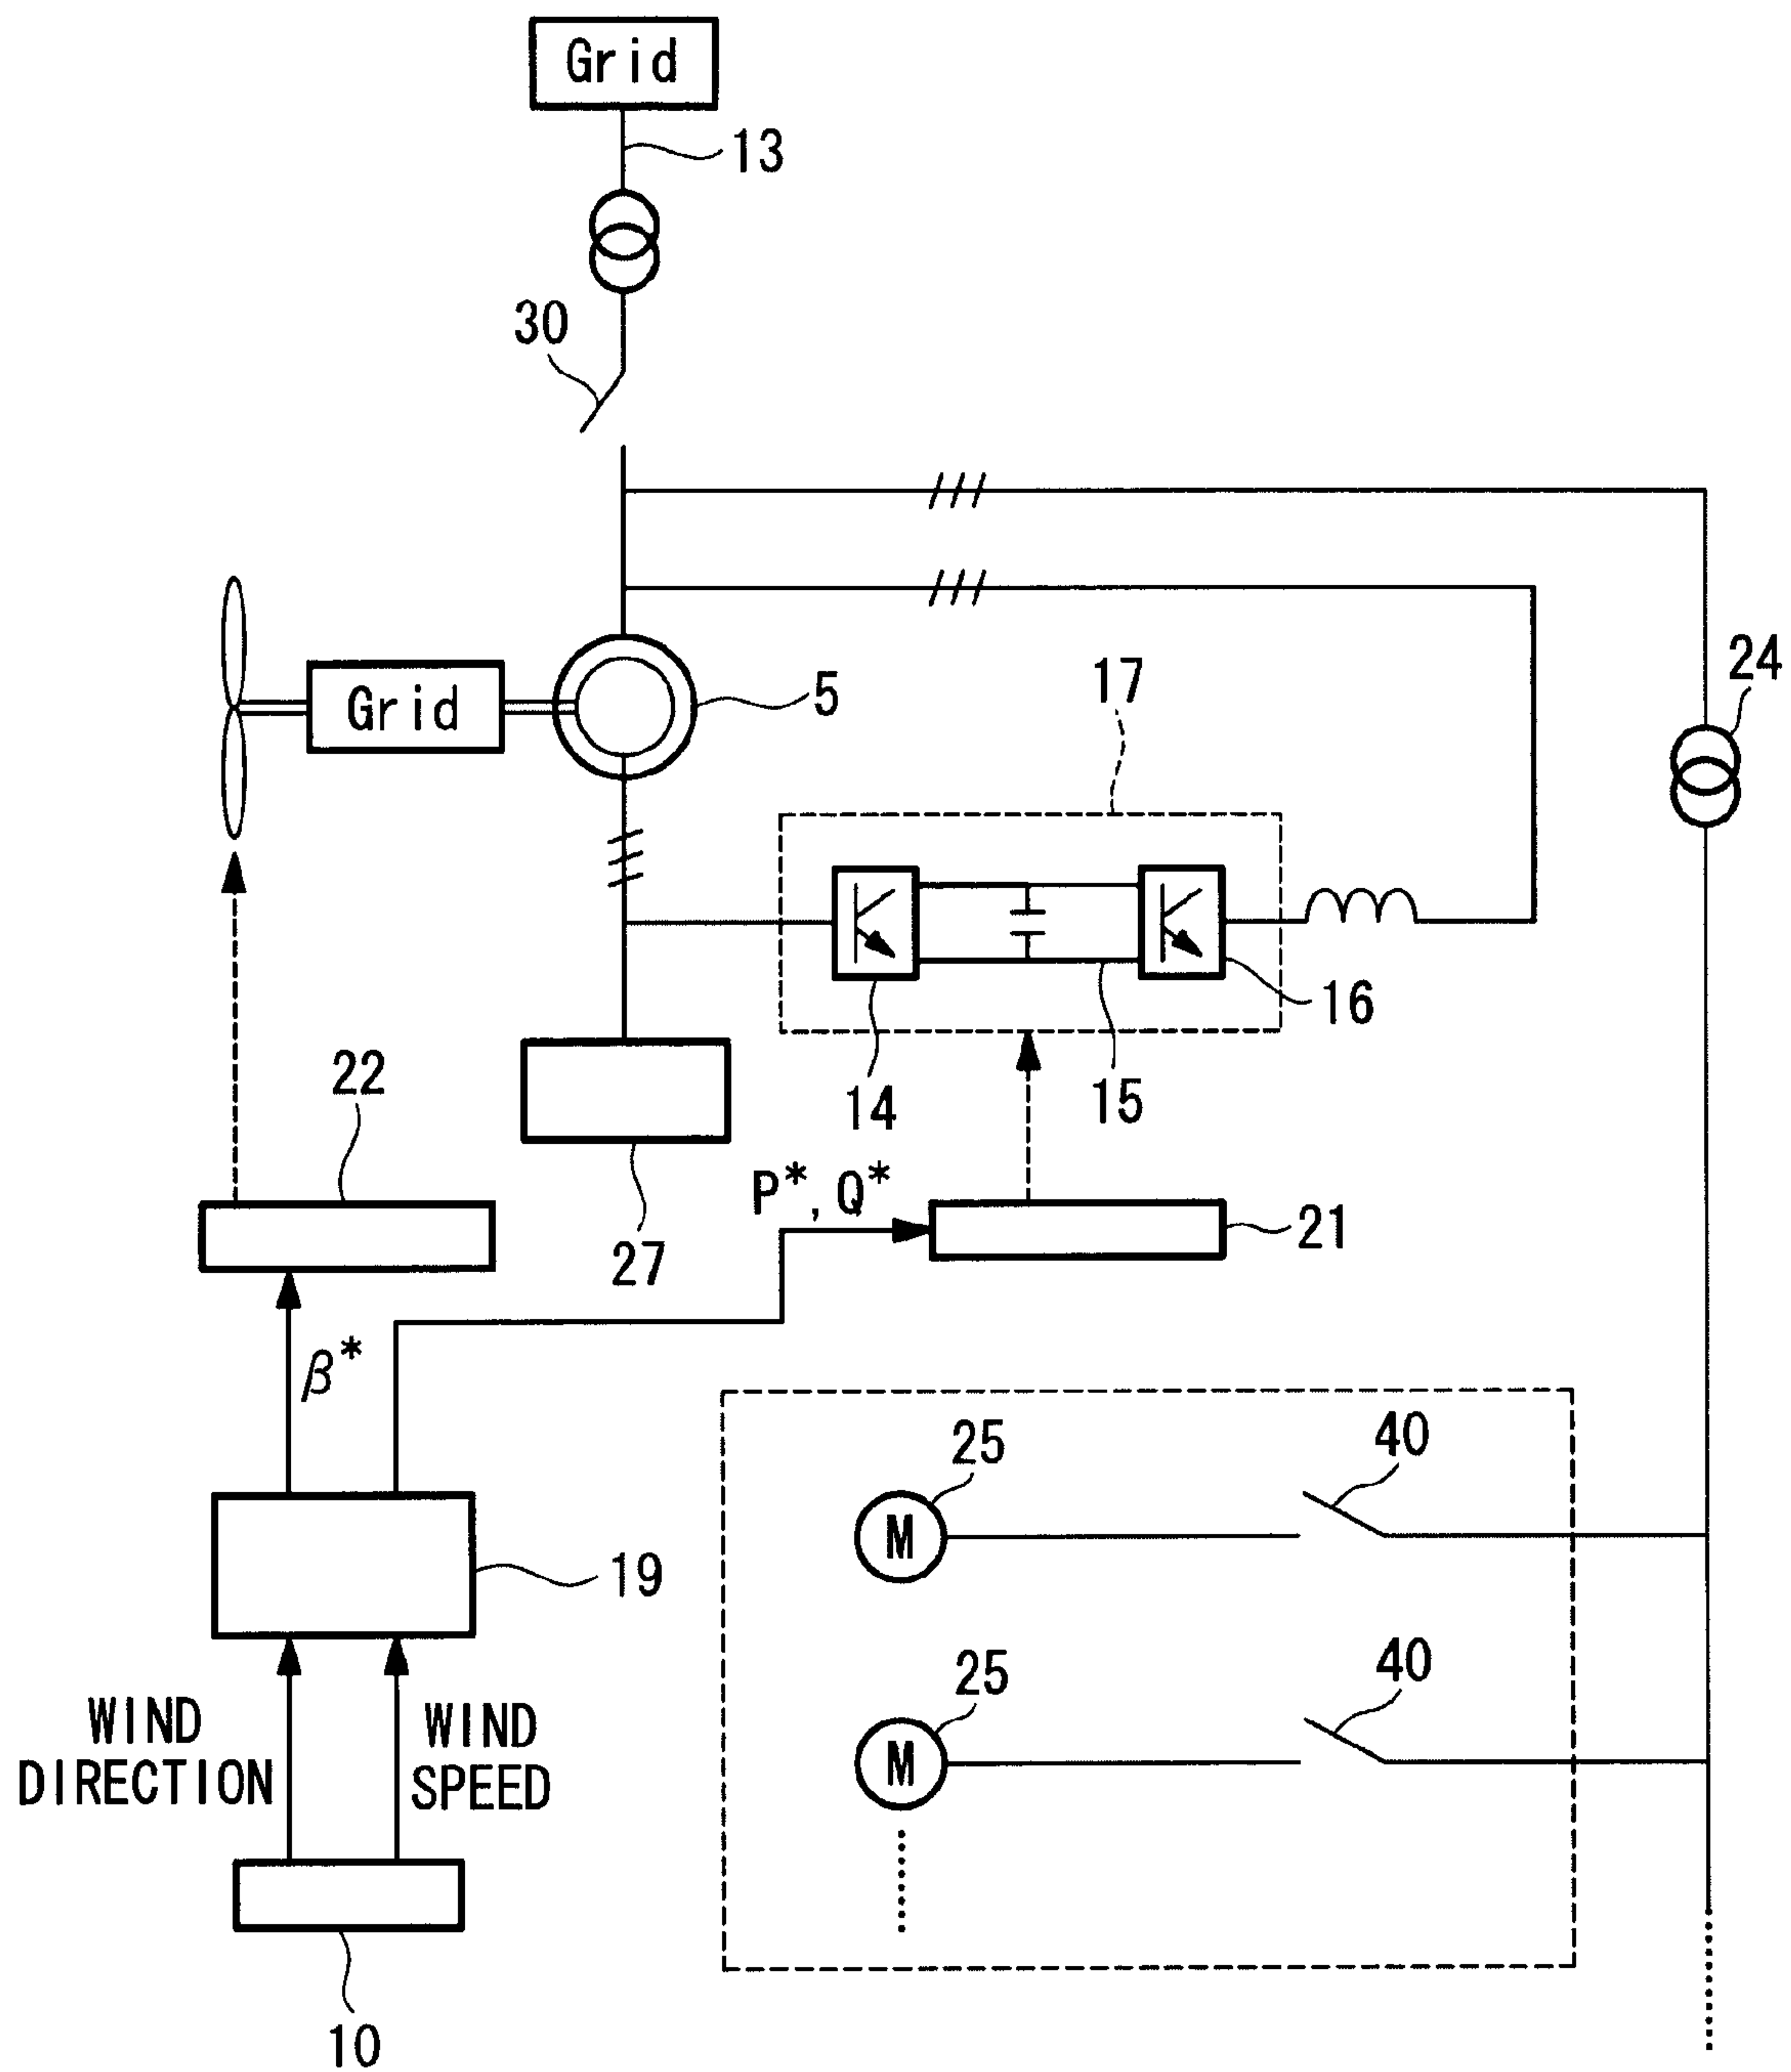 Grid
13
30
24
17
Grid
5
16
22
14
15
P*, Q*
21
27
β*
25
40
19
25
40
M
M
WIND
DIRECTION
WIND
SPEED
10